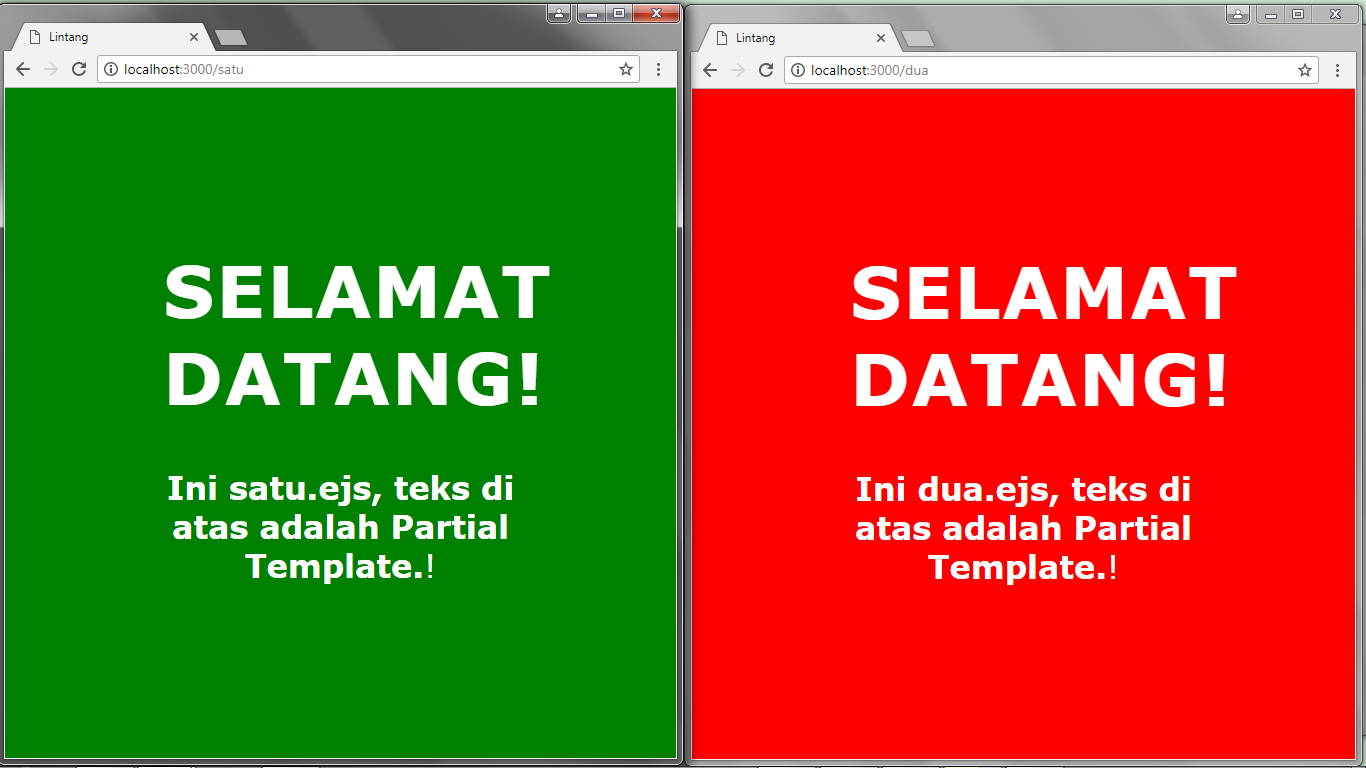 Lintang
localhost:3000/satu
SELAMAT
DATANG!
Ini satu.ejs, teks di
atas adalah Partial
Template.!
Lintang
localhost:3000/dua
SELAMAT
DATANG!
Ini dua.ejs, teks di
atas adalah Partial
Template.!